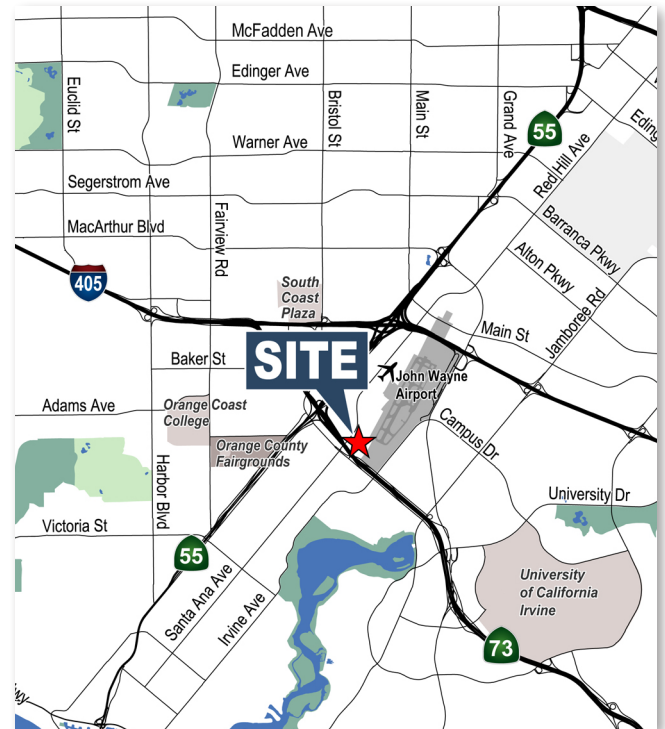 McFadden Ave
Edinger Ave
Euclid St
Bristol St
Main St
Grand Ave
55
Edin
Warner Ave
Red Hill Ave
Segerstrom Ave
MacArthur Blvd
Fairview Rd
Barranca Pkwy
Alton Pkwy
405
South
Coast
Plaza
Jamboree Rd
Main St
Baker St
SITE
John Wayne
Airport
Adams Ave
Orange Coast
College
Orange County
Fairgrounds
Campus Dr
Harbor Blvd
University Dr
Victoria St
55
Santa Ana Ave
Irvine Ave
University
of California
Irvine
73
wy